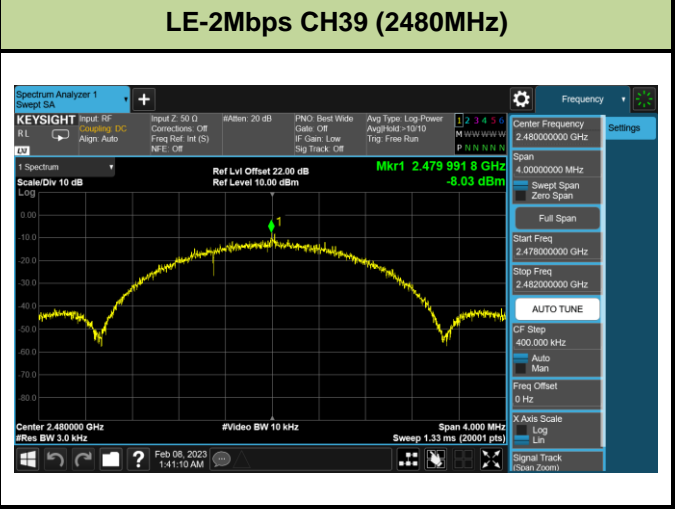 LE-2Mbps CH39 (2480MHz)
Spectrum Analyzer 1
Swept SA
Frequency
KEYSIGHT
RL
Input: RF
Coupling: DC
Align: Auto
Input Z: 50 Ω
Corrections: Off
Freq Ref: Int (S)
NFE: Off
#Atten: 20 dB
PNO: Best Wide
Gate: Off
IF Gain: Low
Sig Track: Off
Avg Type: Log-Power
Avg|Hold:>10/10
Trig: Free Run
1 2 3 4 5 6
M W W W W W
P N N N N N
LXI
1 Spectrum
Scale/Div 10 dB
Log
Ref Lvl Offset 22.00 dB
Ref Level 10.00 dBm
Mkr1 2.479 991 8 GHz
-8.03 dBm
1
0.00
-10.0
-20.0
-30.0
-40.0
-50.0
-60.0
-70.0
-80.0
Center 2.480000 GHz
#Res BW 3.0 kHz
#Video BW 10 kHz
Span 4.000 MHz
Sweep 1.33 ms (20001 pts)
Feb 08, 2023
1:41:10 AM
Settings
Center Frequency
2.480000000 GHz
Span
4.00000000 MHz
Swept Span
Zero Span
Full Span
Start Freq
2.478000000 GHz
Stop Freq
2.482000000 GHz
AUTO TUNE
CF Step
400.000 kHz
Auto
Man
Freq Offset
0 Hz
X Axis Scale
Log
Lin
Signal Track
(Span Zoom)